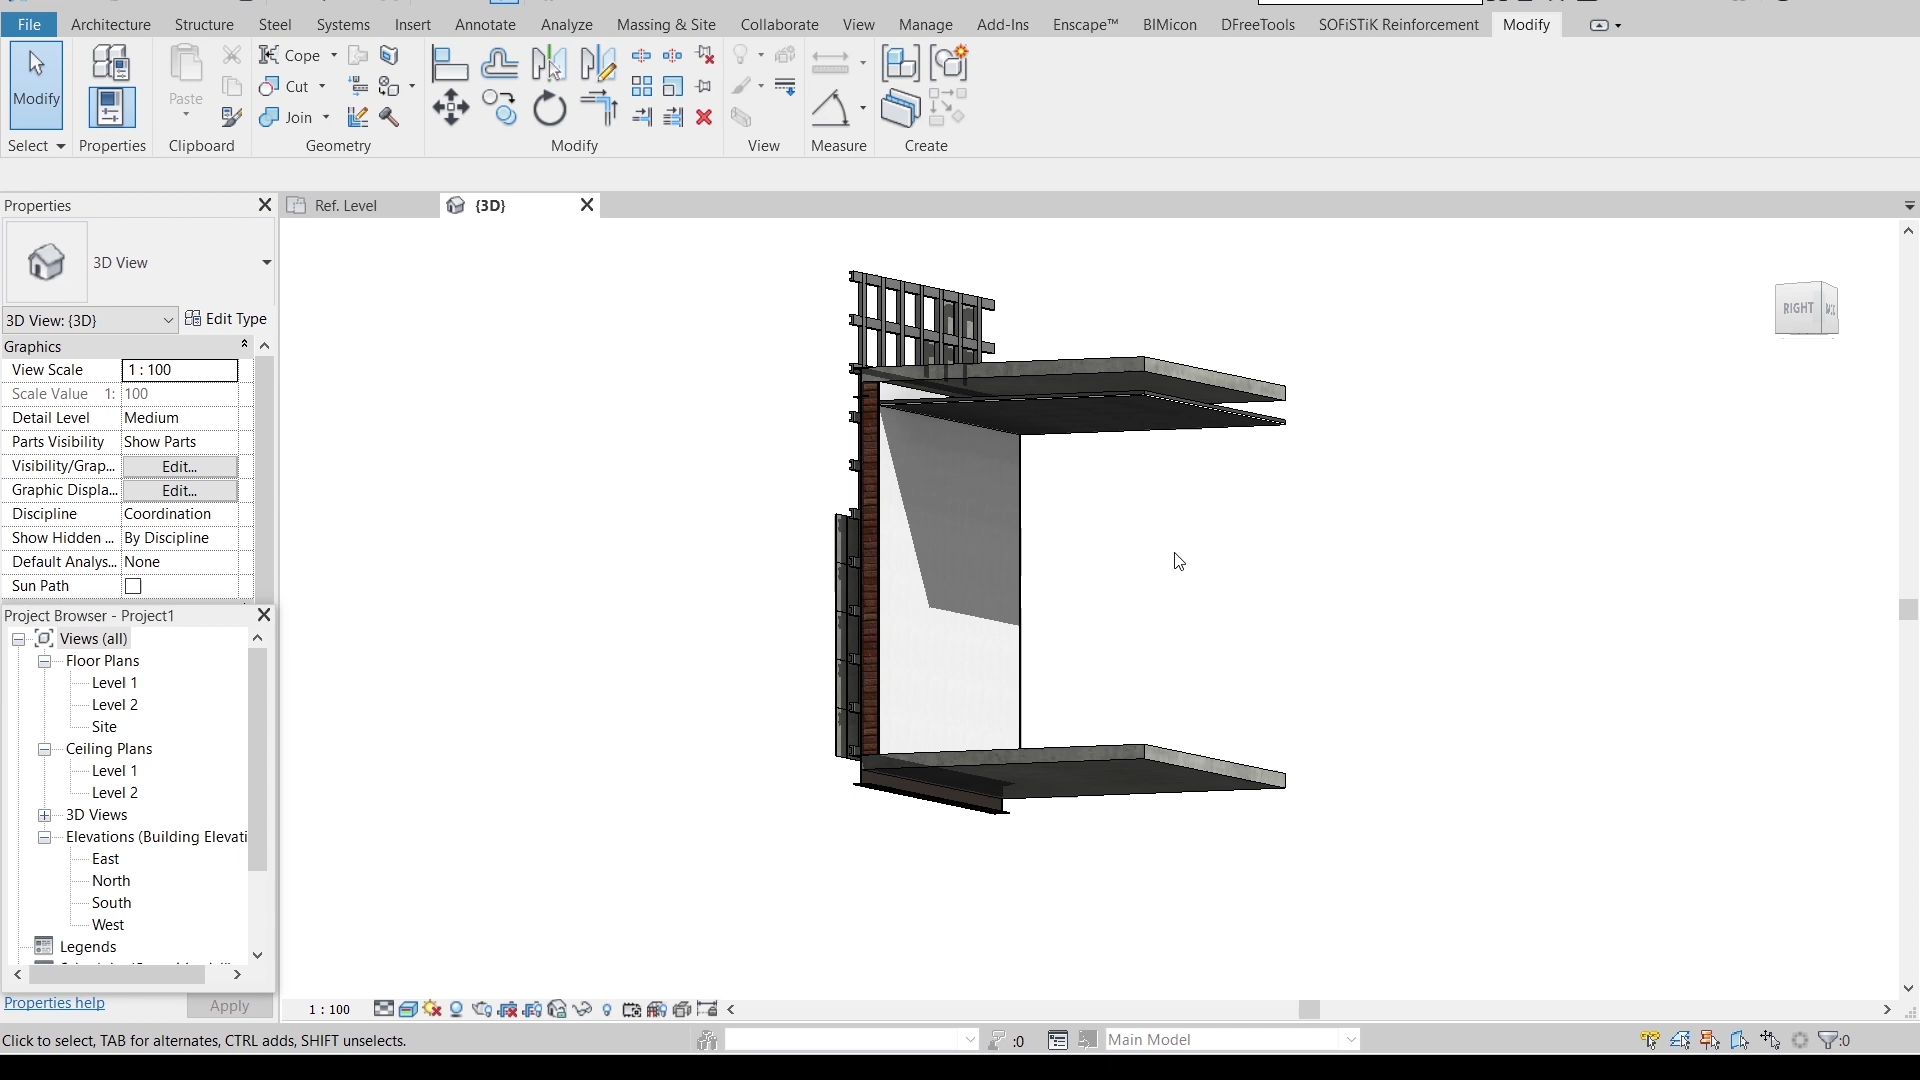 File Architecture Structure Steel Systems Insert Annotate Analyze Massing & Site Collaborate View Manage Add-Ins Enscape™ BIMicon DFreeTools SOFiSTiK Reinforcement Modify
Modify
Paste
Cope
Cut
Join
Select Properties Clipboard Geometry Modify View Measure Create
Properties
Ref. Level
{3D}
3D View
3D View: {3D}
Edit Type
Graphics
View Scale 1 : 100
Scale Value 1: 100
Detail Level Medium
Parts Visibility Show Parts
Visibility/Grap... Edit...
Graphic Displa... Edit...
Discipline Coordination
Show Hidden ... By Discipline
Default Analys... None
Sun Path
RIGHT
Project Browser - Project1
Views (all)
Floor Plans
Level 1
Level 2
Site
Ceiling Plans
Level 1
Level 2
3D Views
Elevations (Building Elevati
East
North
South
West
Legends
Properties help
Apply
1 : 100
Click to select, TAB for alternates, CTRL adds, SHIFT unselects.
:0
Main Model
:0